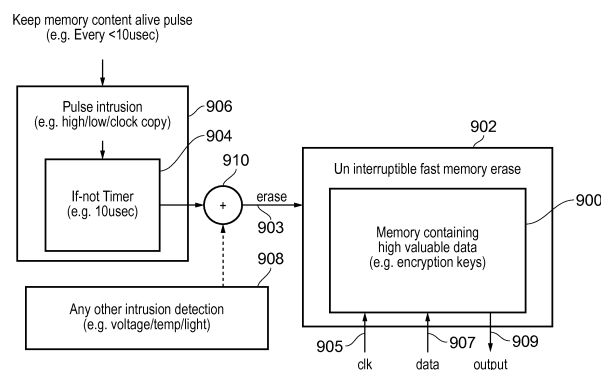 Keep memory content alive pulse
(e.g. Every <10usec)
Pulse intrusion
(e.g. high/low/clock copy)
906
904
If-not Timer
(e.g. 10usec)
910
+
erase
903
902
Un interruptible fast memory erase
900
Memory containing
high valuable data
(e.g. encryption keys)
908
Any other intrusion detection
(e.g. voltage/temp/light)
905
907
909
clk
data
output